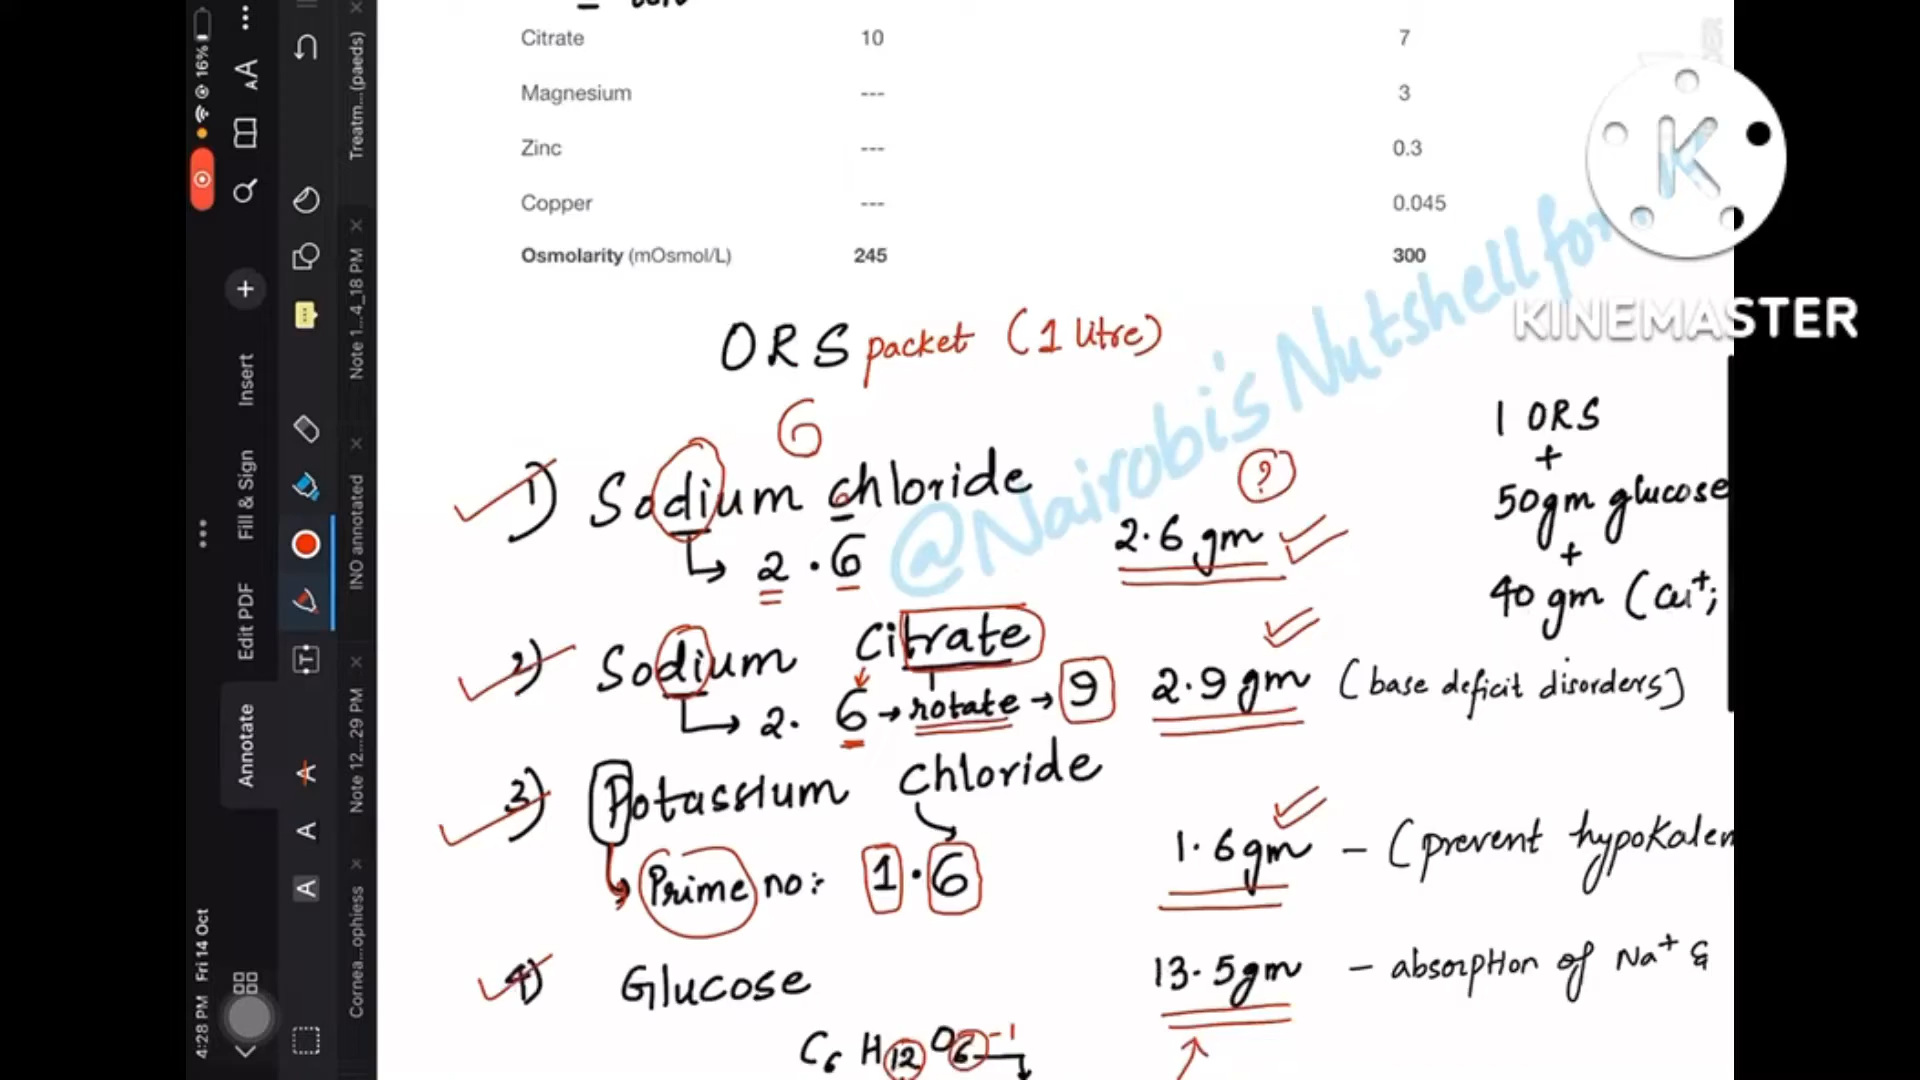 Citrate 10 7
Magnesium --- 3
Zinc --- 0.3
Copper --- 0.045
Osmolarity (mOsmol/L) 245 300
K
KINEMASTER
@Nairobi's Nutshell for
ORS packet (1 litre)
6
1) Sodium chloride
?
2.6
2.6 gm
1 ORS
+
50gm glucose
+
40 gm
2) Sodium Citrate
2. 6 → rotate → 9
2.9 gm (base deficit disorders)
3) Potassium Chloride
Prime no:- 1.6
1.6gm - (prevent hypokalem
4) Glucose
13.5gm - absorption of Na+ &
C6 H12 O6 -1
16%
AA
Insert
Fill & Sign
Edit PDF
Annotate
T
A
A
A
4:28 PM Fri 14 Oct
Treatm...(paeds)
Note 1...4_18 PM
INO annotated
Note 12...29 PM
Cornea...ophiess